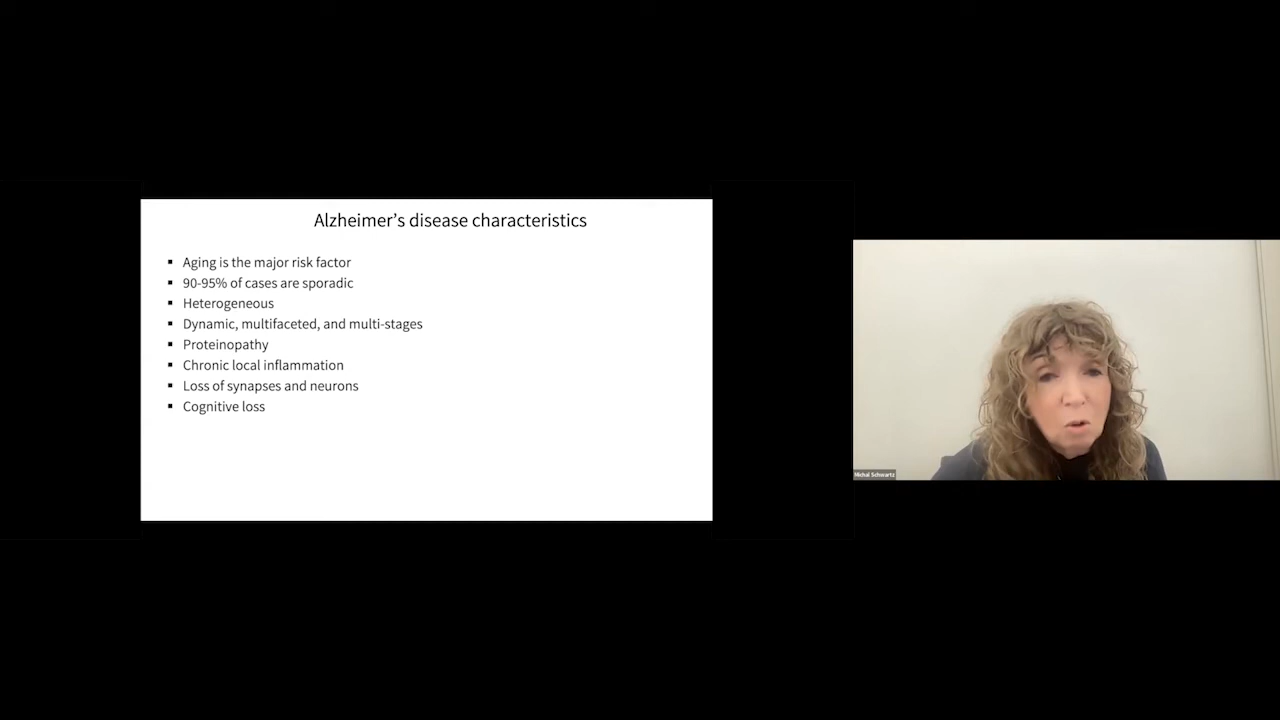 Alzheimer’s disease characteristics
▪ Aging is the major risk factor
▪ 90-95% of cases are sporadic
▪ Heterogeneous
▪ Dynamic, multifaceted, and multi-stages
▪ Proteinopathy
▪ Chronic local inflammation
▪ Loss of synapses and neurons
▪ Cognitive loss
Michal Schwartz